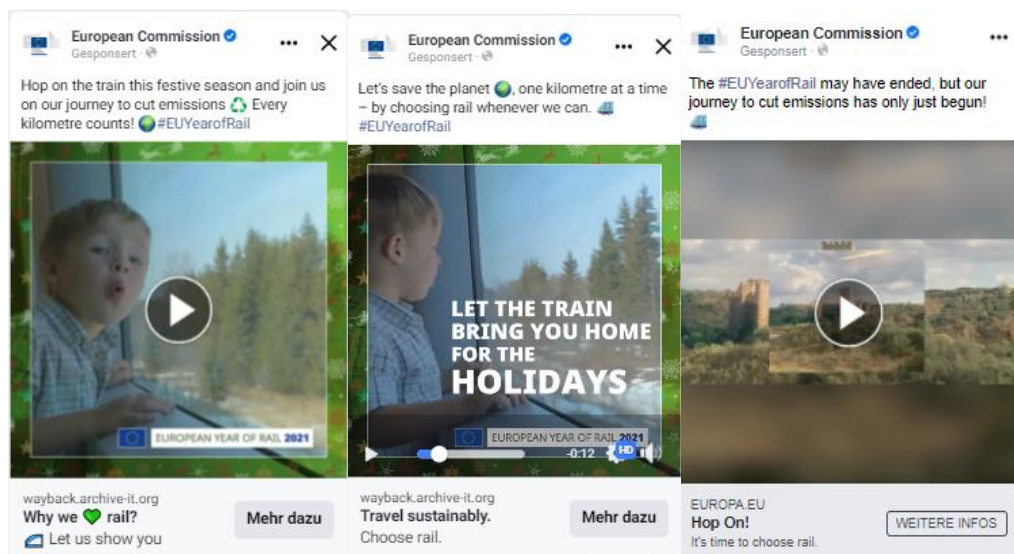 European Commission
Gesponsert ·
Hop on the train this festive season and join us
on our journey to cut emissions ♻️ Every
kilometre counts! 🌍#EUYearofRail
EUROPEAN YEAR OF RAIL 2021
wayback.archive-it.org
Why we 💚 rail?
🚄 Let us show you
Mehr dazu
European Commission
Gesponsert ·
Let's save the planet 🌍, one kilometre at a time
– by choosing rail whenever we can. 🚄
#EUYearofRail
LET THE TRAIN
BRING YOU HOME
FOR THE
HOLIDAYS
EUROPEAN YEAR OF RAIL 2021
-0:12
HD
wayback.archive-it.org
Travel sustainably.
Choose rail.
Mehr dazu
European Commission
Gesponsert ·
The #EUYearofRail may have ended, but our
journey to cut emissions has only just begun!
🚄
EUROPA.EU
Hop On!
It's time to choose rail.
WEITERE INFOS